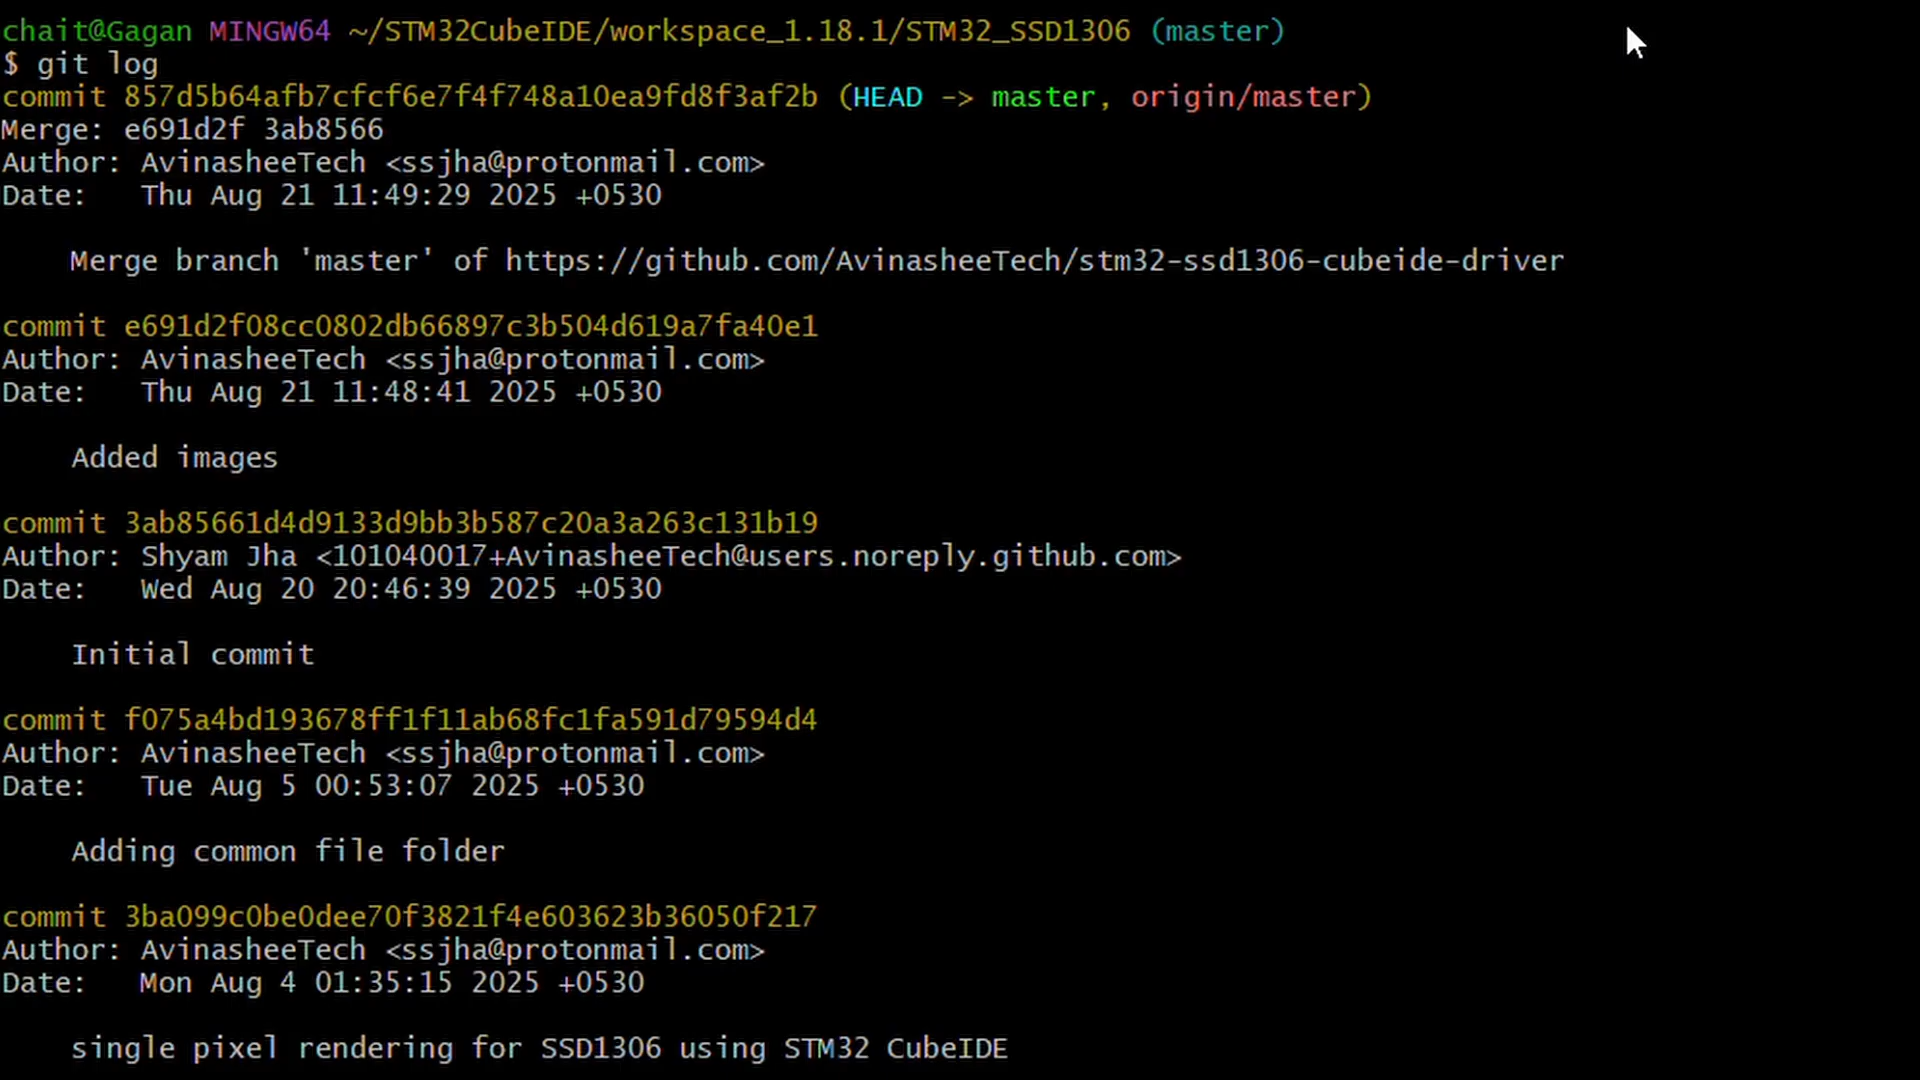 chait@Gagan MINGW64 ~/STM32CubeIDE/workspace_1.18.1/STM32_SSD1306 (master)
$ git log
commit 857d5b64afb7cfcf6e7f4f748a10ea9fd8f3af2b (HEAD -> master, origin/master)
Merge: e691d2f 3ab8566
Author: AvinasheeTech <ssjha@protonmail.com>
Date:   Thu Aug 21 11:49:29 2025 +0530
Merge branch 'master' of https://github.com/AvinasheeTech/stm32-ssd1306-cubeide-driver
commit e691d2f08cc0802db66897c3b504d619a7fa40e1
Author: AvinasheeTech <ssjha@protonmail.com>
Date:   Thu Aug 21 11:48:41 2025 +0530
Added images
commit 3ab85661d4d9133d9bb3b587c20a3a263c131b19
Author: Shyam Jha <101040017+AvinasheeTech@users.noreply.github.com>
Date:   Wed Aug 20 20:46:39 2025 +0530
Initial commit
commit f075a4bd193678ff1f11ab68fc1fa591d79594d4
Author: AvinasheeTech <ssjha@protonmail.com>
Date:   Tue Aug 5 00:53:07 2025 +0530
Adding common file folder
commit 3ba099c0be0dee70f3821f4e603623b36050f217
Author: AvinasheeTech <ssjha@protonmail.com>
Date:   Mon Aug 4 01:35:15 2025 +0530
single pixel rendering for SSD1306 using STM32 CubeIDE